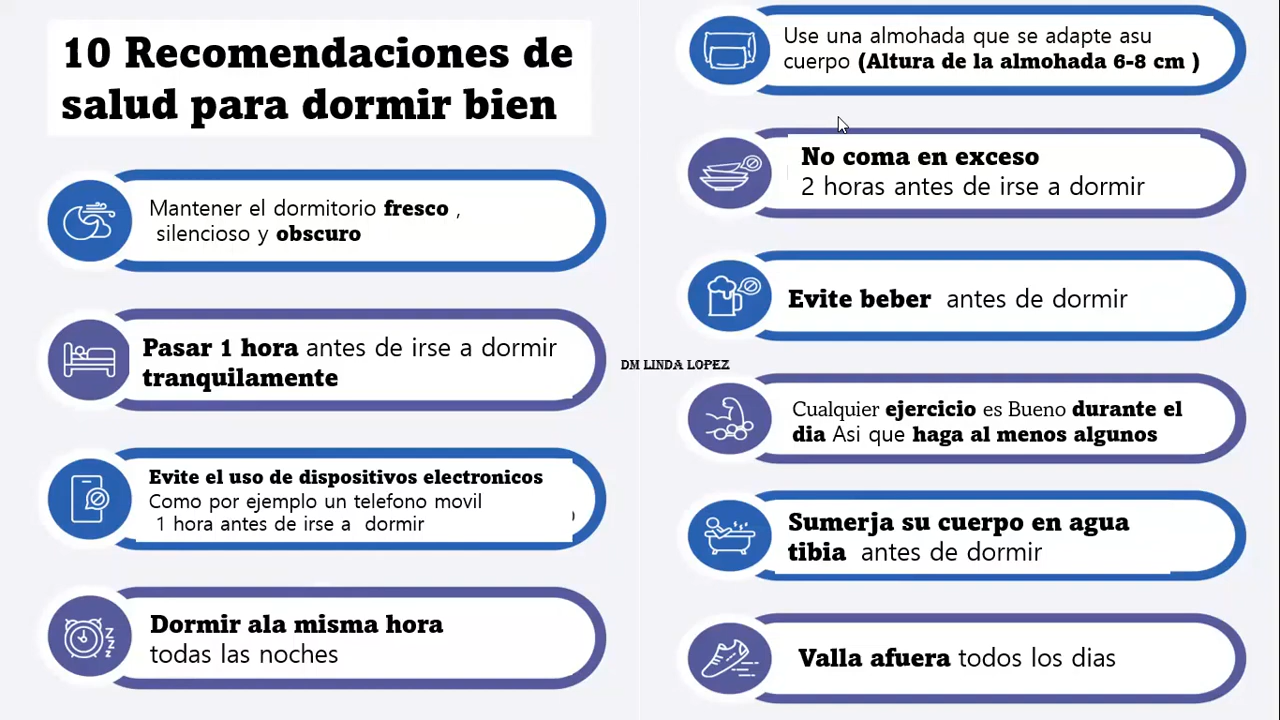 10 Recomendaciones de
salud para dormir bien
Mantener el dormitorio fresco ,
silencioso y obscuro
Pasar 1 hora antes de irse a dormir
tranquilamente
Evite el uso de dispositivos electronicos
Como por ejemplo un telefono movil
1 hora antes de irse a dormir
Dormir ala misma hora
todas las noches
Use una almohada que se adapte asu
cuerpo (Altura de la almohada 6-8 cm )
No coma en exceso
2 horas antes de irse a dormir
Evite beber antes de dormir
DM LINDA LOPEZ
Cualquier ejercicio es Bueno durante el
dia Asi que haga al menos algunos
Sumerja su cuerpo en agua
tibia antes de dormir
Valla afuera todos los dias